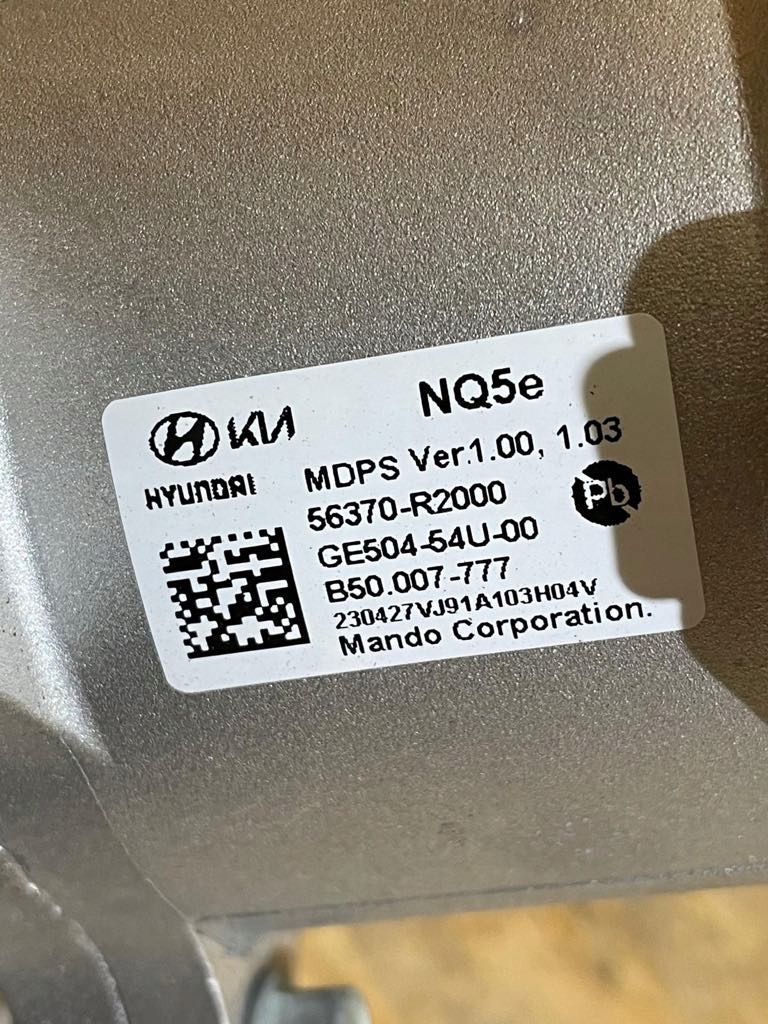 NQ5e
KIA
HYUNDAI
MDPS Ver.1.00, 1.03
56370-R2000
Pb
GE504-54U-00
B50.007-777
230427VJ91A103H04V
Mando Corporation.